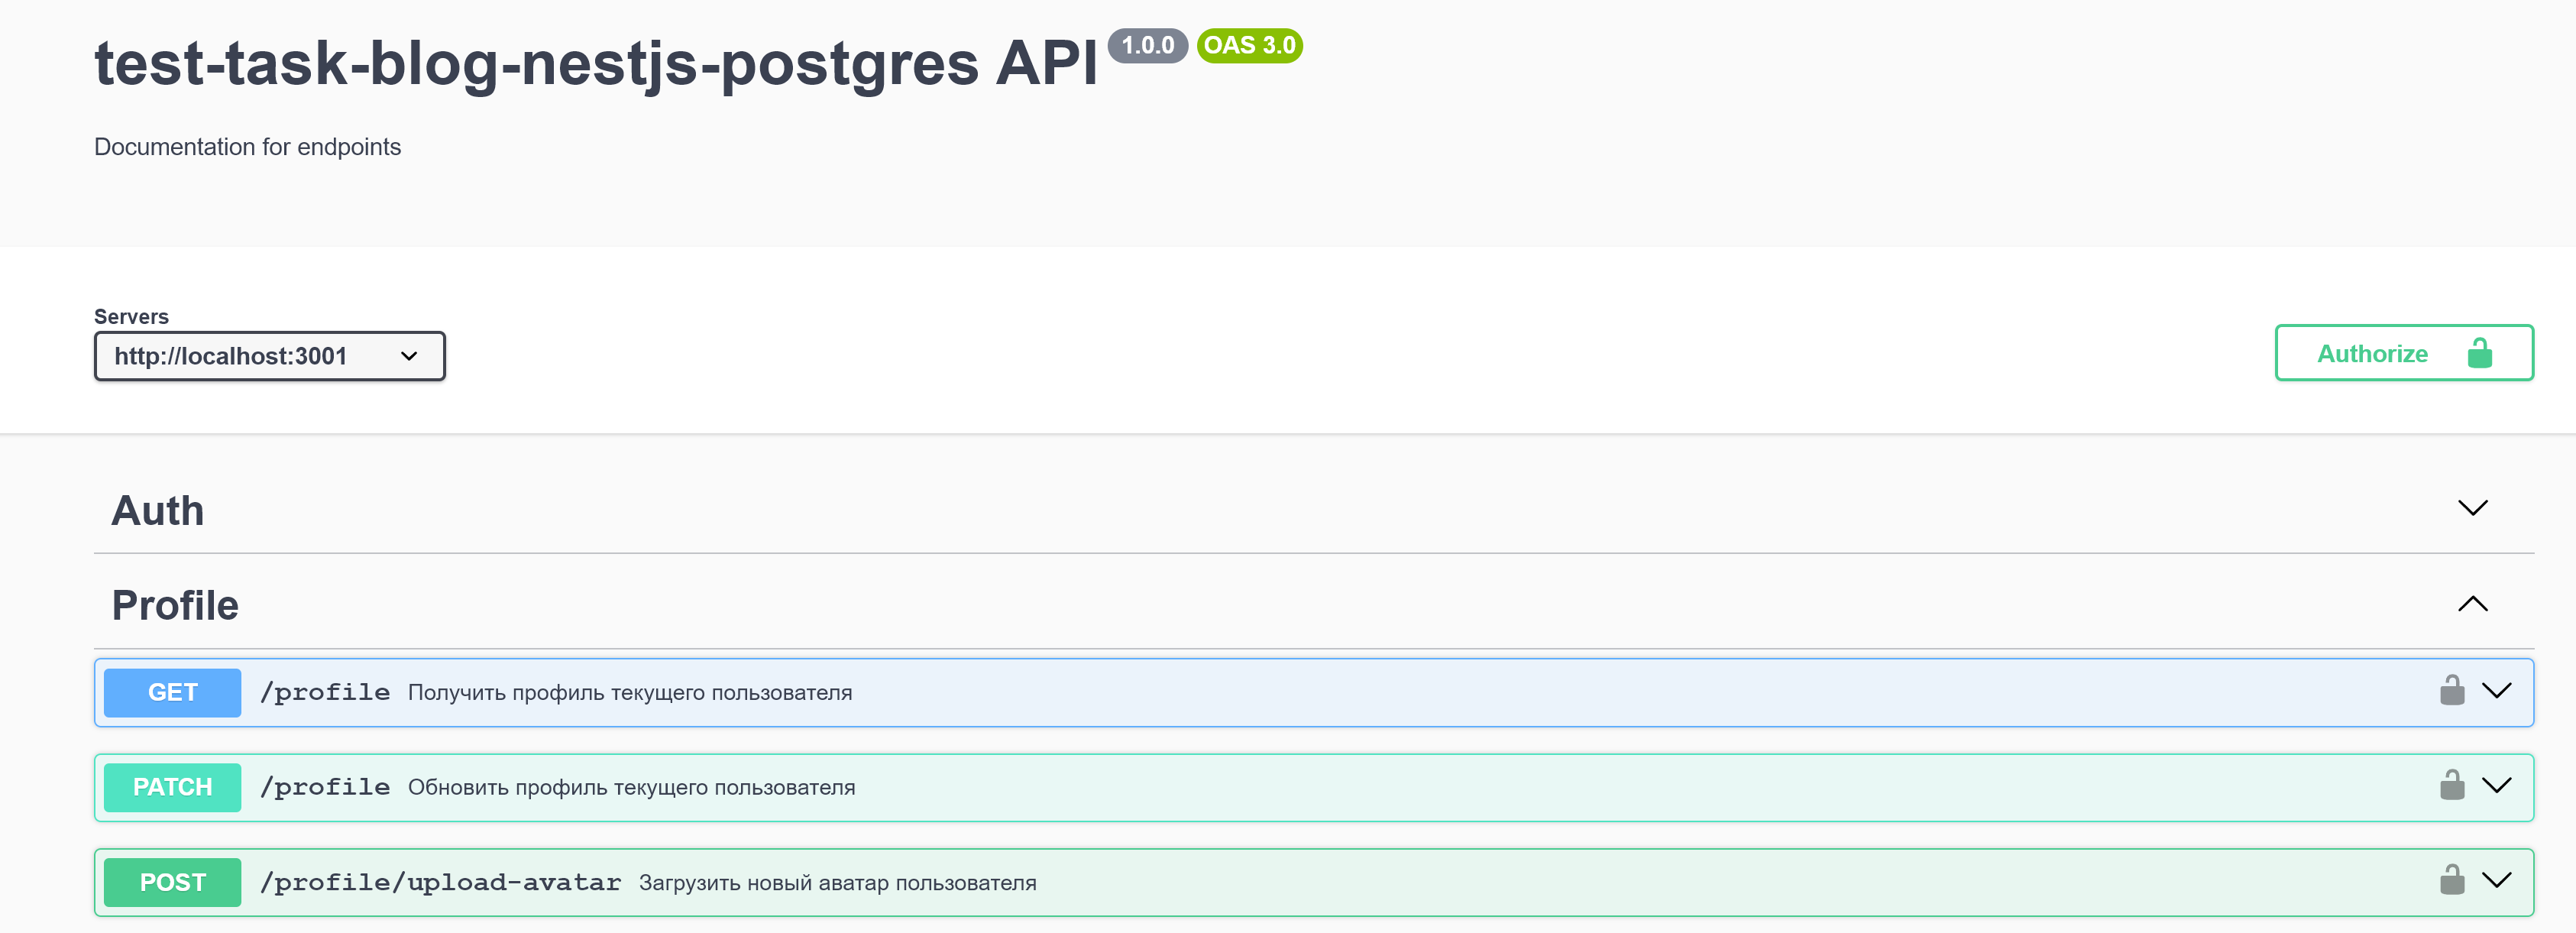 test-task-blog-nestjs-postgres API 1.0.0 OAS 3.0
Documentation for endpoints
Servers
http://localhost:3001
Authorize
Auth
Profile
GET /profile Получить профиль текущего пользователя
PATCH /profile Обновить профиль текущего пользователя
POST /profile/upload-avatar Загрузить новый аватар пользователя